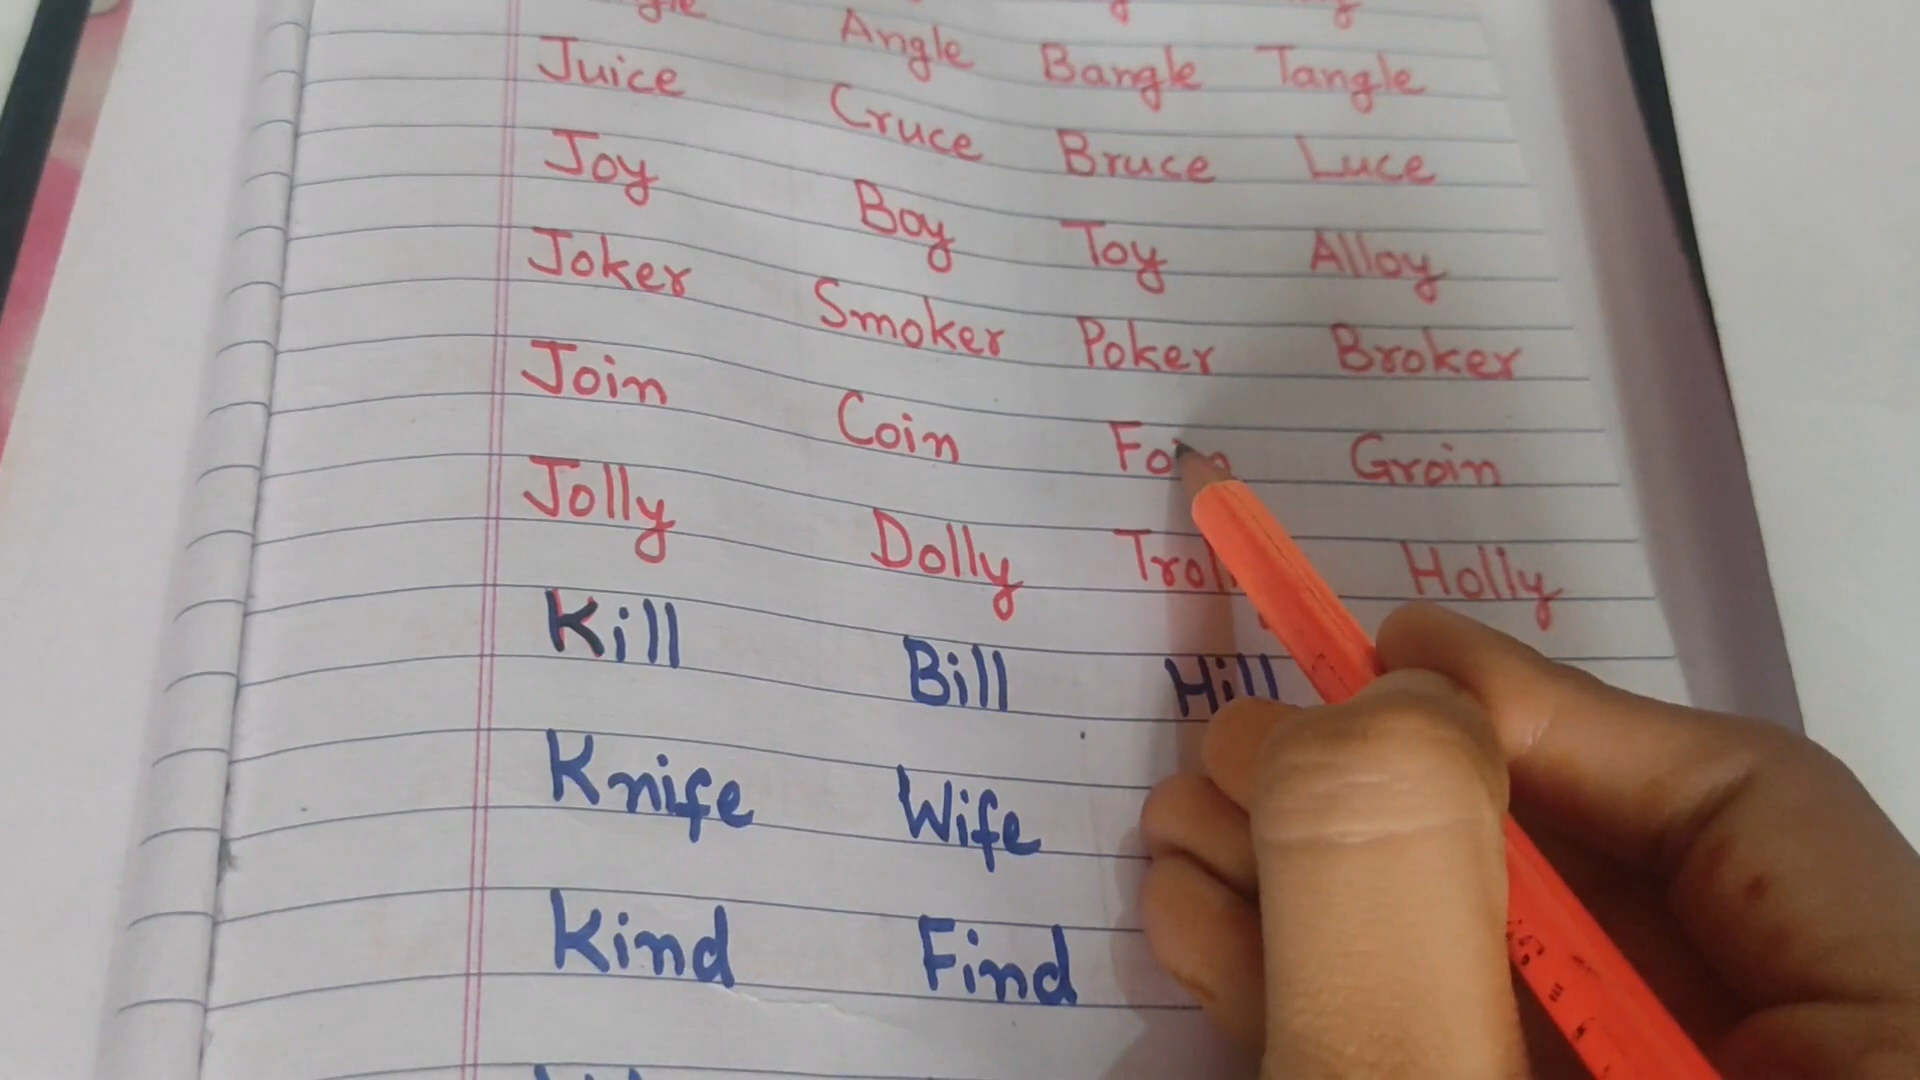 Angle Bangle Tangle
Juice Cruce Bruce Luce
Joy Boy Toy Alloy
Joker Smoker Poker Broker
Join Coin Groin
Jolly Dolly Holly
Kill Bill Hill
Knife Wife
Kind Find